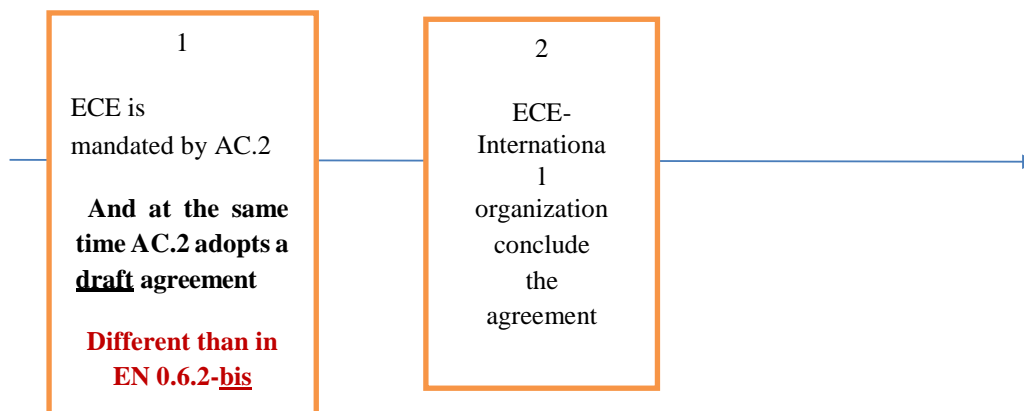 1
ECE is
mandated by AC.2
And at the same
time AC.2 adopts a
draft agreement
Different than in
EN 0.6.2-bis
2
ECE-
Internationa
l
organization
conclude
the
agreement